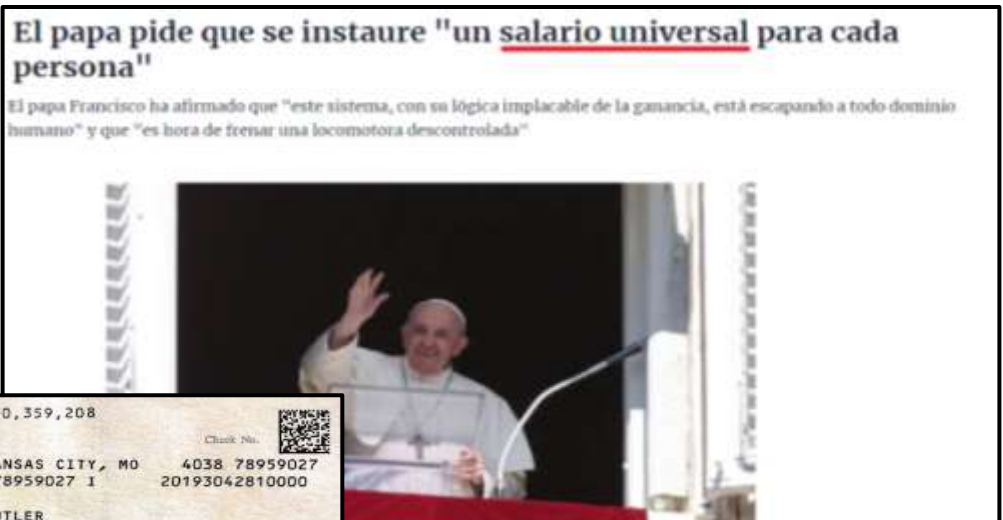 El papa pide que se instaure "un salario universal para cada
persona"
El papa Francisco ha afirmado que "este sistema, con su lógica implacable de la ganancia, está escapando a todo dominio
humano" y que "es hora de frenar una locomotora descontrolada"
0,359,208
Check No.
ANSAS CITY, MO 4038 78959027
78959027 I 20193042810000
UTLER